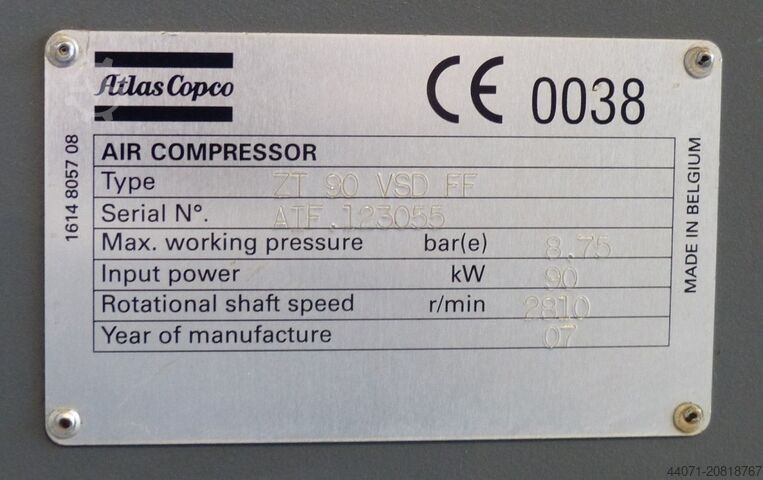 Atlas Copco
CE 0038
1614 8057 08
AIR COMPRESSOR
Type ZT 90 VSD FF
Serial N°. AIF.123055
Max. working pressure bar(e) 8,75
Input power kW 90
Rotational shaft speed r/min 2810
Year of manufacture 07
MADE IN BELGIUM
44071-20818767